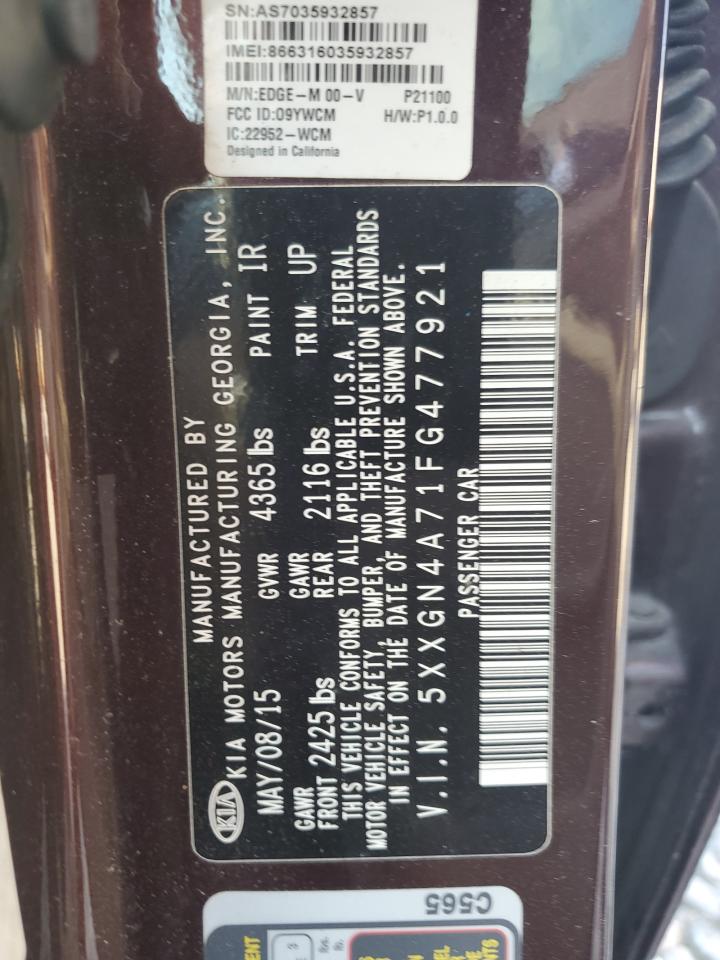 SN:AS7035932857
IMEI:866316035932857
M/N:EDGE-M 00-V P21100
FCC ID:O9YWCM H/W:P1.0.0
IC:22952-WCM
Designed in California
MANUFACTURED BY
KIA KIA MOTORS MANUFACTURING GEORGIA, INC.
MAY/08/15 GVWR 4365 lbs PAINT IR
GAWR FRONT 2425 lbs GAWR REAR 2116 lbs TRIM UP
THIS VEHICLE CONFORMS TO ALL APPLICABLE U.S.A. FEDERAL
MOTOR VEHICLE SAFETY, BUMPER, AND THEFT PREVENTION STANDARDS
IN EFFECT ON THE DATE OF MANUFACTURE SHOWN ABOVE.
V.I.N. 5XXGN4A71FG477921
PASSENGER CAR
C565